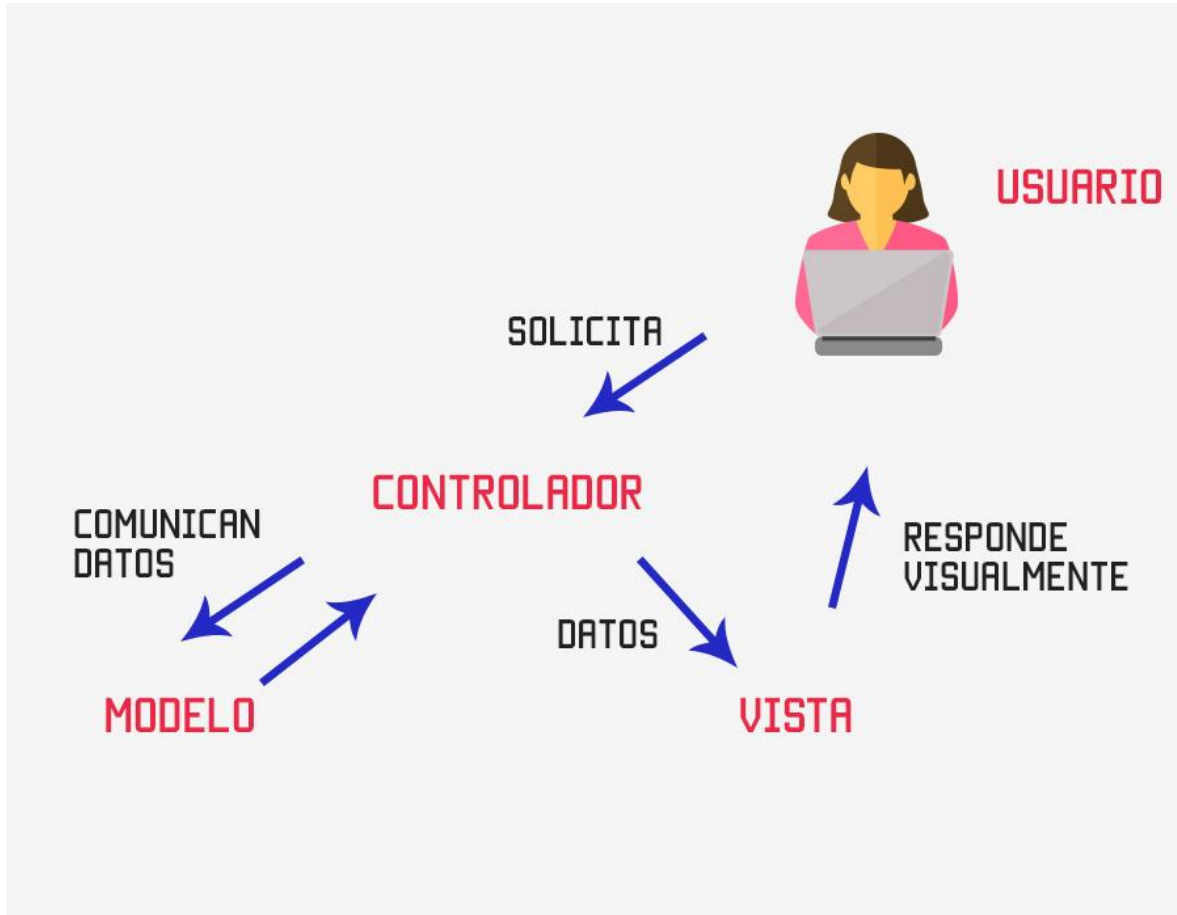 USUARIO
SOLICITA
CONTROLADOR
COMUNICAN
DATOS
RESPONDE
VISUALMENTE
DATOS
MODELO
VISTA